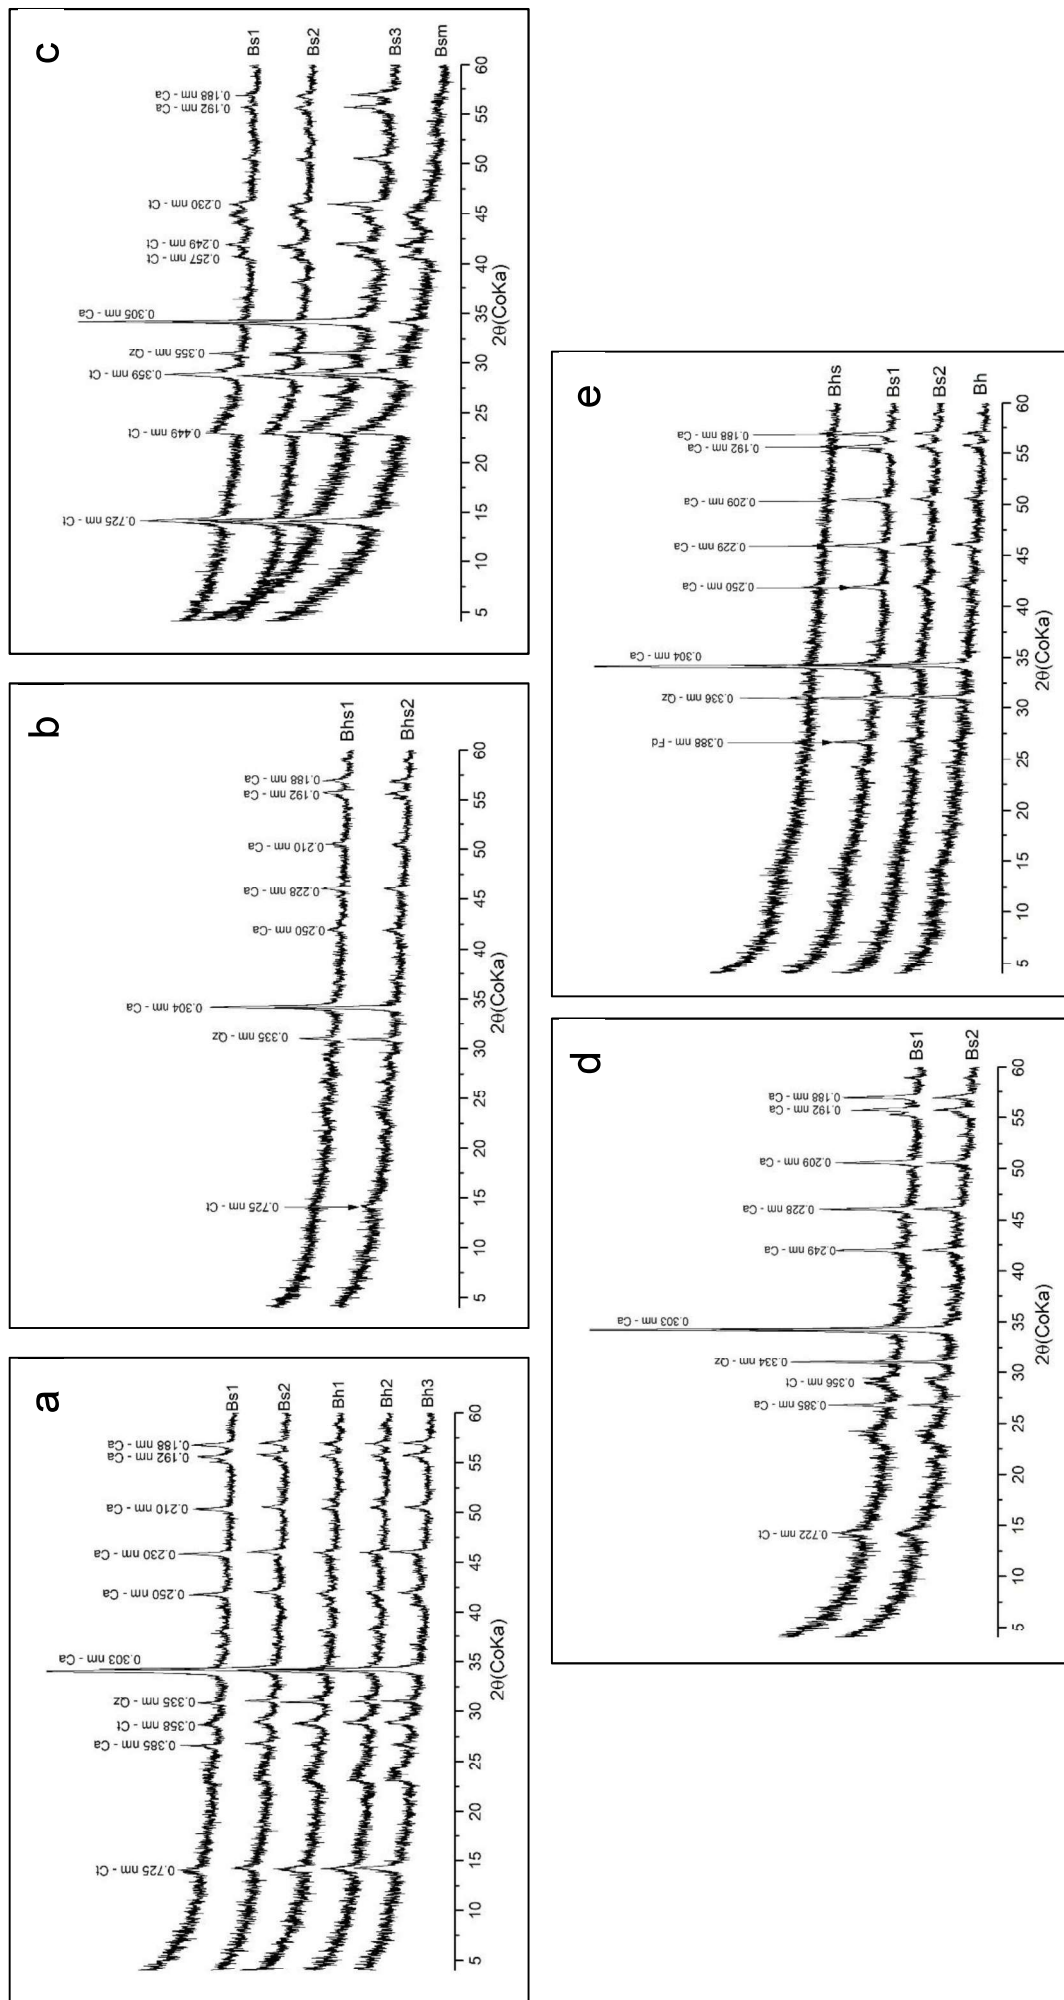 a
0.725 nm - Ct
0.385 nm - Ca
0.358 nm - Ct
0.335 nm - Qz
0.303 nm - Ca
0.250 nm - Ca
0.230 nm - Ca
0.210 nm - Ca
0.192 nm - Ca
0.188 nm - Ca
Bs1
Bs2
Bh1
Bh2
Bh3
5 10 15 20 25 30 35 40 45 50 55 60
2θ(CoKa)
b
0.725 nm - Ct
0.335 nm - Qz
0.304 nm - Ca
0.250 nm -Ca
0.228 nm - Ca
0.210 nm - Ca
0.192 nm - Ca
0.188 nm - Ca
Bhs1
Bhs2
5 10 15 20 25 30 35 40 45 50 55 60
2θ(CoKa)
c
0.725 nm - Ct
0.449 nm - Ct
0.359 nm - Ct
0.355 nm - Qz
0.305 nm - Ca
0.257 nm - Ct
0.249 nm - Ct
0.230 nm - Ct
0.192 nm - Ca
0.188 nm - Ca
Bs1
Bs2
Bs3
Bsm
5 10 15 20 25 30 35 40 45 50 55 60
2θ(CoKa)
d
0.722 nm - Ct
0.385 nm - Ca
0.356 nm - Ct
0.334 nm - Qz
0.303 nm - Ca
0.249 nm - Ca
0.228 nm - Ca
0.209 nm - Ca
0.192 nm - Ca
0.188 nm - Ca
Bs1
Bs2
5 10 15 20 25 30 35 40 45 50 55 60
2θ(CoKa)
e
0.388 nm - Fd
0.336 nm - Qz
0.304 nm - Ca
0.250 nm - Ca
0.229 nm - Ca
0.209 nm - Ca
0.192 nm - Ca
0.188 nm - Ca
Bhs
Bs1
Bs2
Bh
5 10 15 20 25 30 35 40 45 50 55 60
2θ(CoKa)